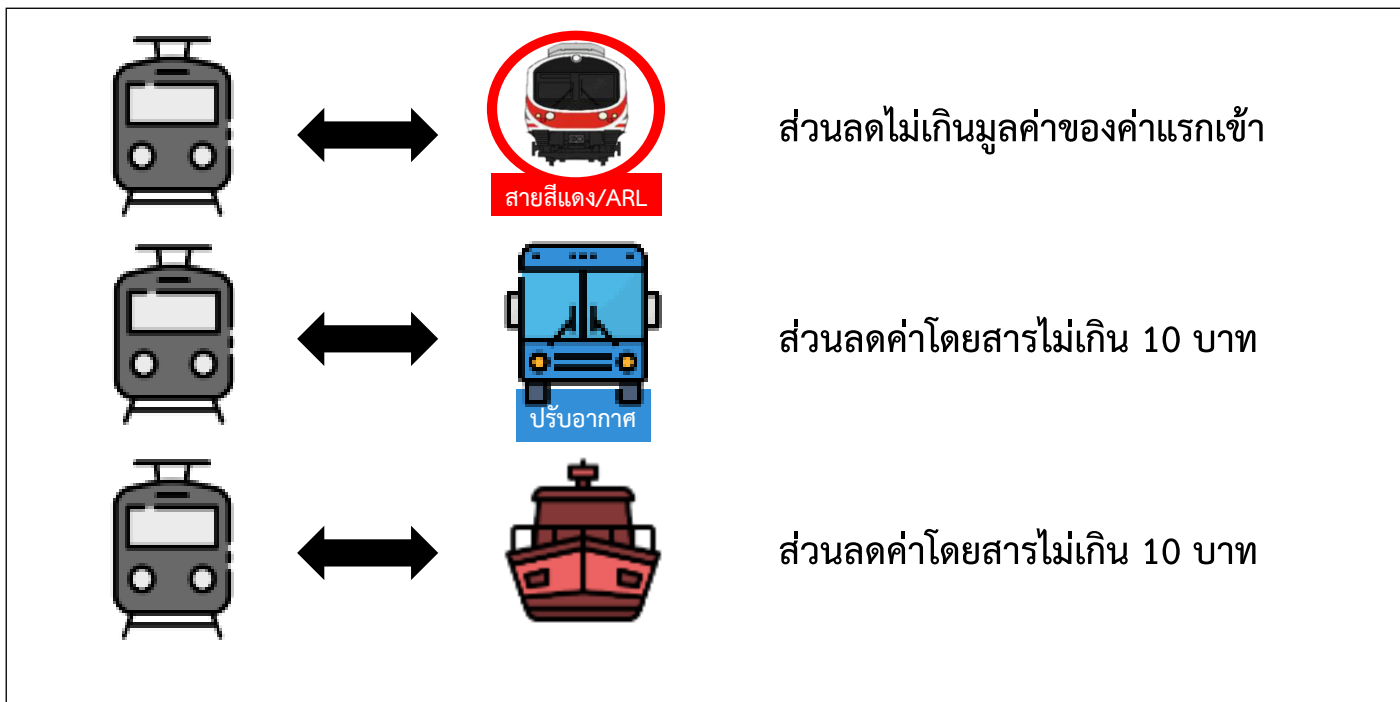 ส่วนลดไม่เกินมูลค่าของค่าแรกเข้า
สายสีแดง/ARL
ส่วนลดค่าโดยสารไม่เกิน 10 บาท
ปรับอากาศ
ส่วนลดค่าโดยสารไม่เกิน 10 บาท